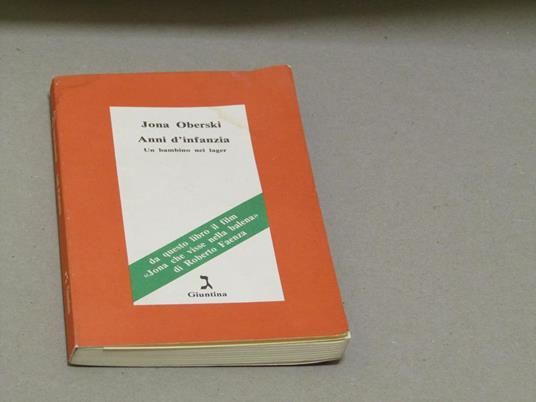 Jona Oberski
Anni d'infanzia
Un bambino nei lager
da questo libro il film
«Jona che visse nella balena»
di Roberto Faenza
ג
Giuntina